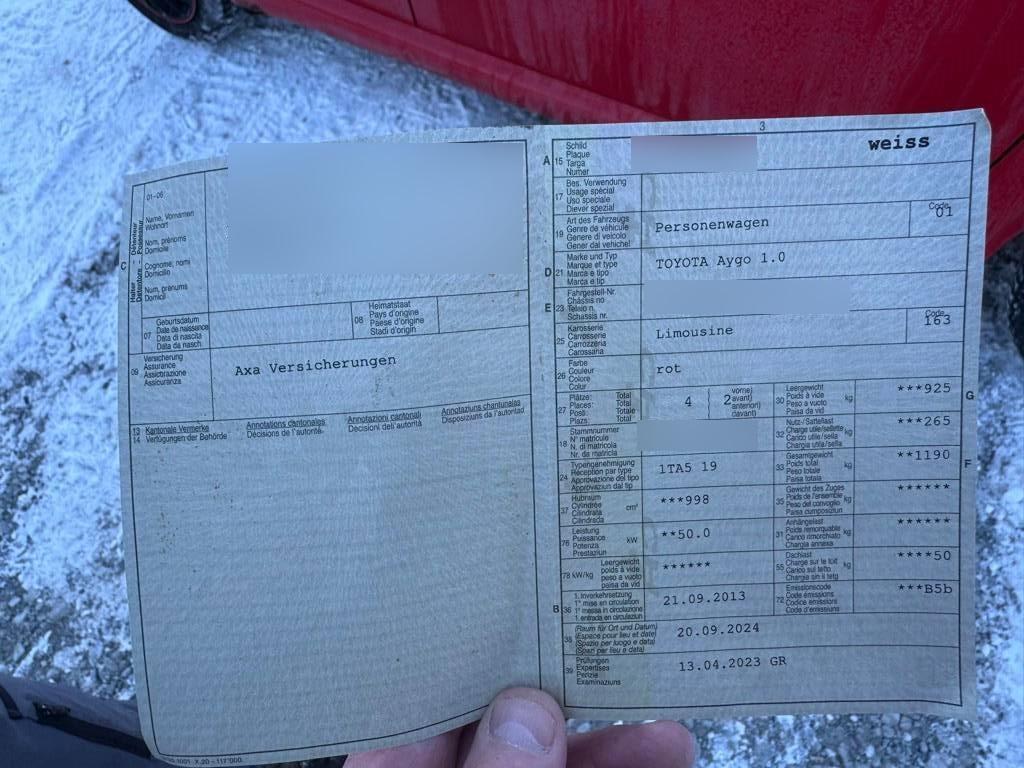 3
01-06
Halter - Détenteur
Detentore - Possessur
C
Name, Vornamen
Wohnort
Nom, prénoms
Domicile
Cognome, nomi
Domicilio
Num, prenums
Domicil
07
Geburtsdatum
Date de naissance
Data di nascita
Data da nasch.
08
Heimatstaat
Pays d'origine
Paese d'origine
Stadi d'origin
09
Versicherung
Assurance
Assicurazione
Assicuranza
Axa Versicherungen
13 Kantonale Vermerke
14 Verfügungen der Behörde
Annotations cantonales
Décisions de l'autorité
Annotazioni cantonali
Decisioni dell'autorità
Annotaziuns chantunalas
Disposiziuns da l'autoritad
A 15
Schild
Plaque
Targa
Numer
weiss
17
Bes. Verwendung
Usage spécial
Uso speciale
Diever spezial
19
Art des Fahrzeugs
Genre de véhicule
Genere di veicolo
Gener dal vehichel
Personenwagen
Code
01
D 21
Marke und Typ
Marque et type
Marca e tipo
Marca e tip
TOYOTA Aygo 1.0
E 23
Fahrgestell-Nr.
Châssis no
Telaio n.
Schassis nr.
25
Karosserie
Carrosserie
Carrozzeria
Carossaria
Limousine
Code
163
26
Farbe
Couleur
Colore
Colur
rot
27
Plätze: Total
Places: Total
Posti: Totale
Plazs: Total
4
2
vorne)
avant)
anteriori)
davant)
30
Leergewicht
Poids à vide
Peso a vuoto
Paisa da vid
kg
***925
G
18
Stammnummer
N° matricule
N. di matricola
Nr. da matricla
32
Nutz-/Sattellast
Charge utile/sellette
Carico utile/sella
Chargia util/sella
kg
***265
24
Typengenehmigung
Réception par type
Approvazione del tipo
Approvaziun dal tip
1TA5 19
33
Gesamtgewicht
Poids total
Peso totale
Paisa totala
kg
**1190
F
37
Hubraum
Cylindrée
Cilindrata
Cilindrada
cm³
***998
35
Gewicht des Zuges
Poids de l'ensemble
Peso del convoglio
Paisa cumposiziun
kg
******
76
Leistung
Puissance
Potenza
Prestaziun
kW
**50.0
31
Anhängelast
Poids remorquable
Carico rimorchiato
Chargia annexa
kg
******
78 kW/kg
Leergewicht
poids à vide
peso a vuoto
paisa da vid
******
55
Dachlast
Charge sur le toit
Carico sul tetto
Chargia sin il tetg
kg
****50
B 36
1. Inverkehrsetzung
1re mise en circulation
1a messa in circolazione
1. entrada en circulaziun
21.09.2013
72
Emissionscode
Code émissions
Codice emissioni
Code d'emissiuns
***B5b
38
(Raum für Ort und Datum)
(Espace pour lieu et date)
(Spazio per luogo e data)
(Spazi per lieu e data)
20.09.2024
39
Prüfungen
Expertises
Perizie
Examinaziuns
13.04.2023 GR